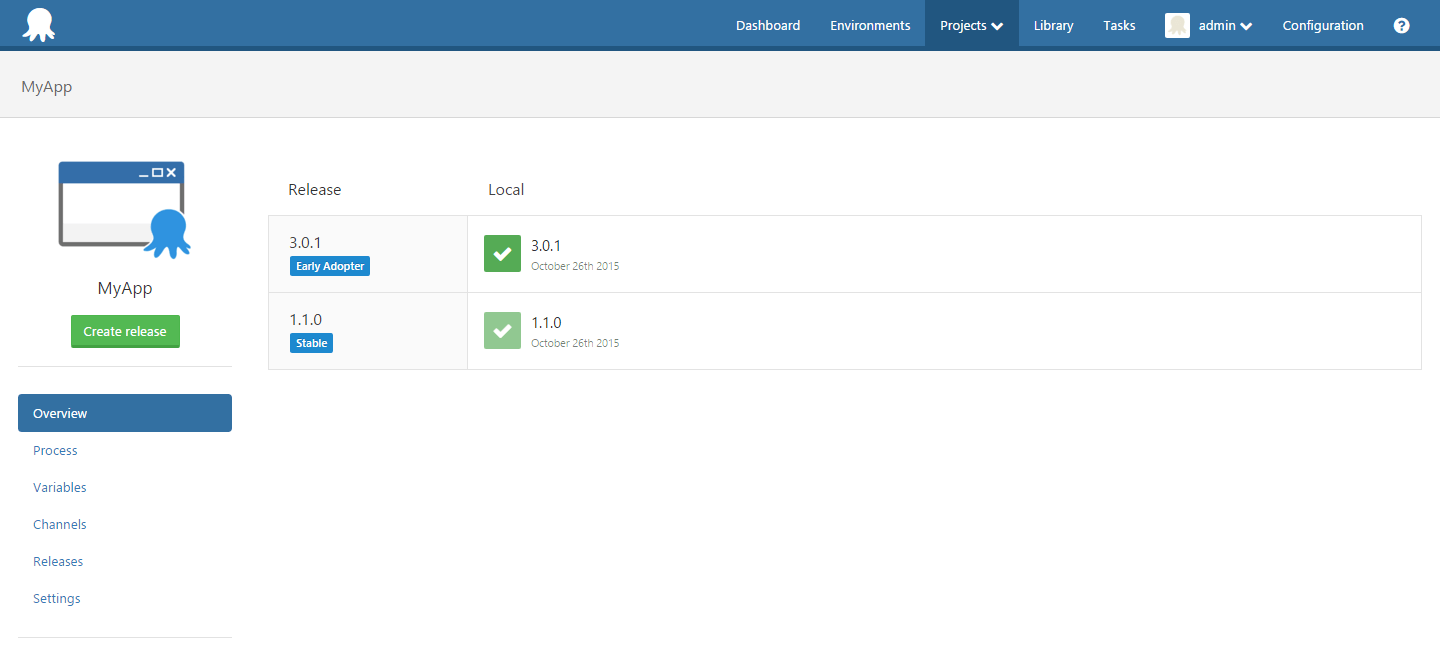 Dashboard Environments Projects Library Tasks admin Configuration ?
MyApp
MyApp
Create release
Overview
Process
Variables
Channels
Releases
Settings
Release Local
3.0.1 3.0.1
Early Adopter October 26th 2015
1.1.0 1.1.0
Stable October 26th 2015